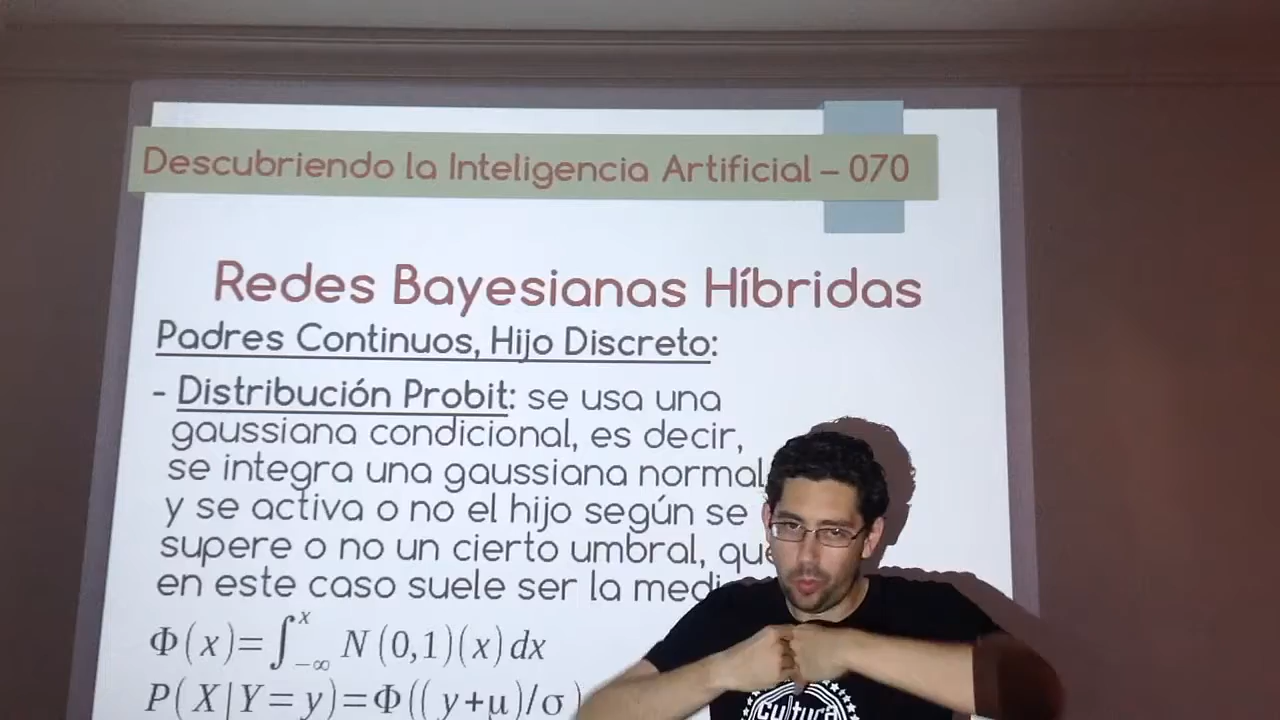 Descubriendo la Inteligencia Artificial – 070
Redes Bayesianas Híbridas
Padres Continuos, Hijo Discreto:
- Distribución Probit: se usa una
gaussiana condicional, es decir,
se integra una gaussiana normal
y se activa o no el hijo según se
supere o no un cierto umbral, que
en este caso suele ser la
Φ(x)=∫_{-∞}^{x} N(0,1)(x)dx
P(X|Y=y)=Φ((y+μ)/σ)
cultura